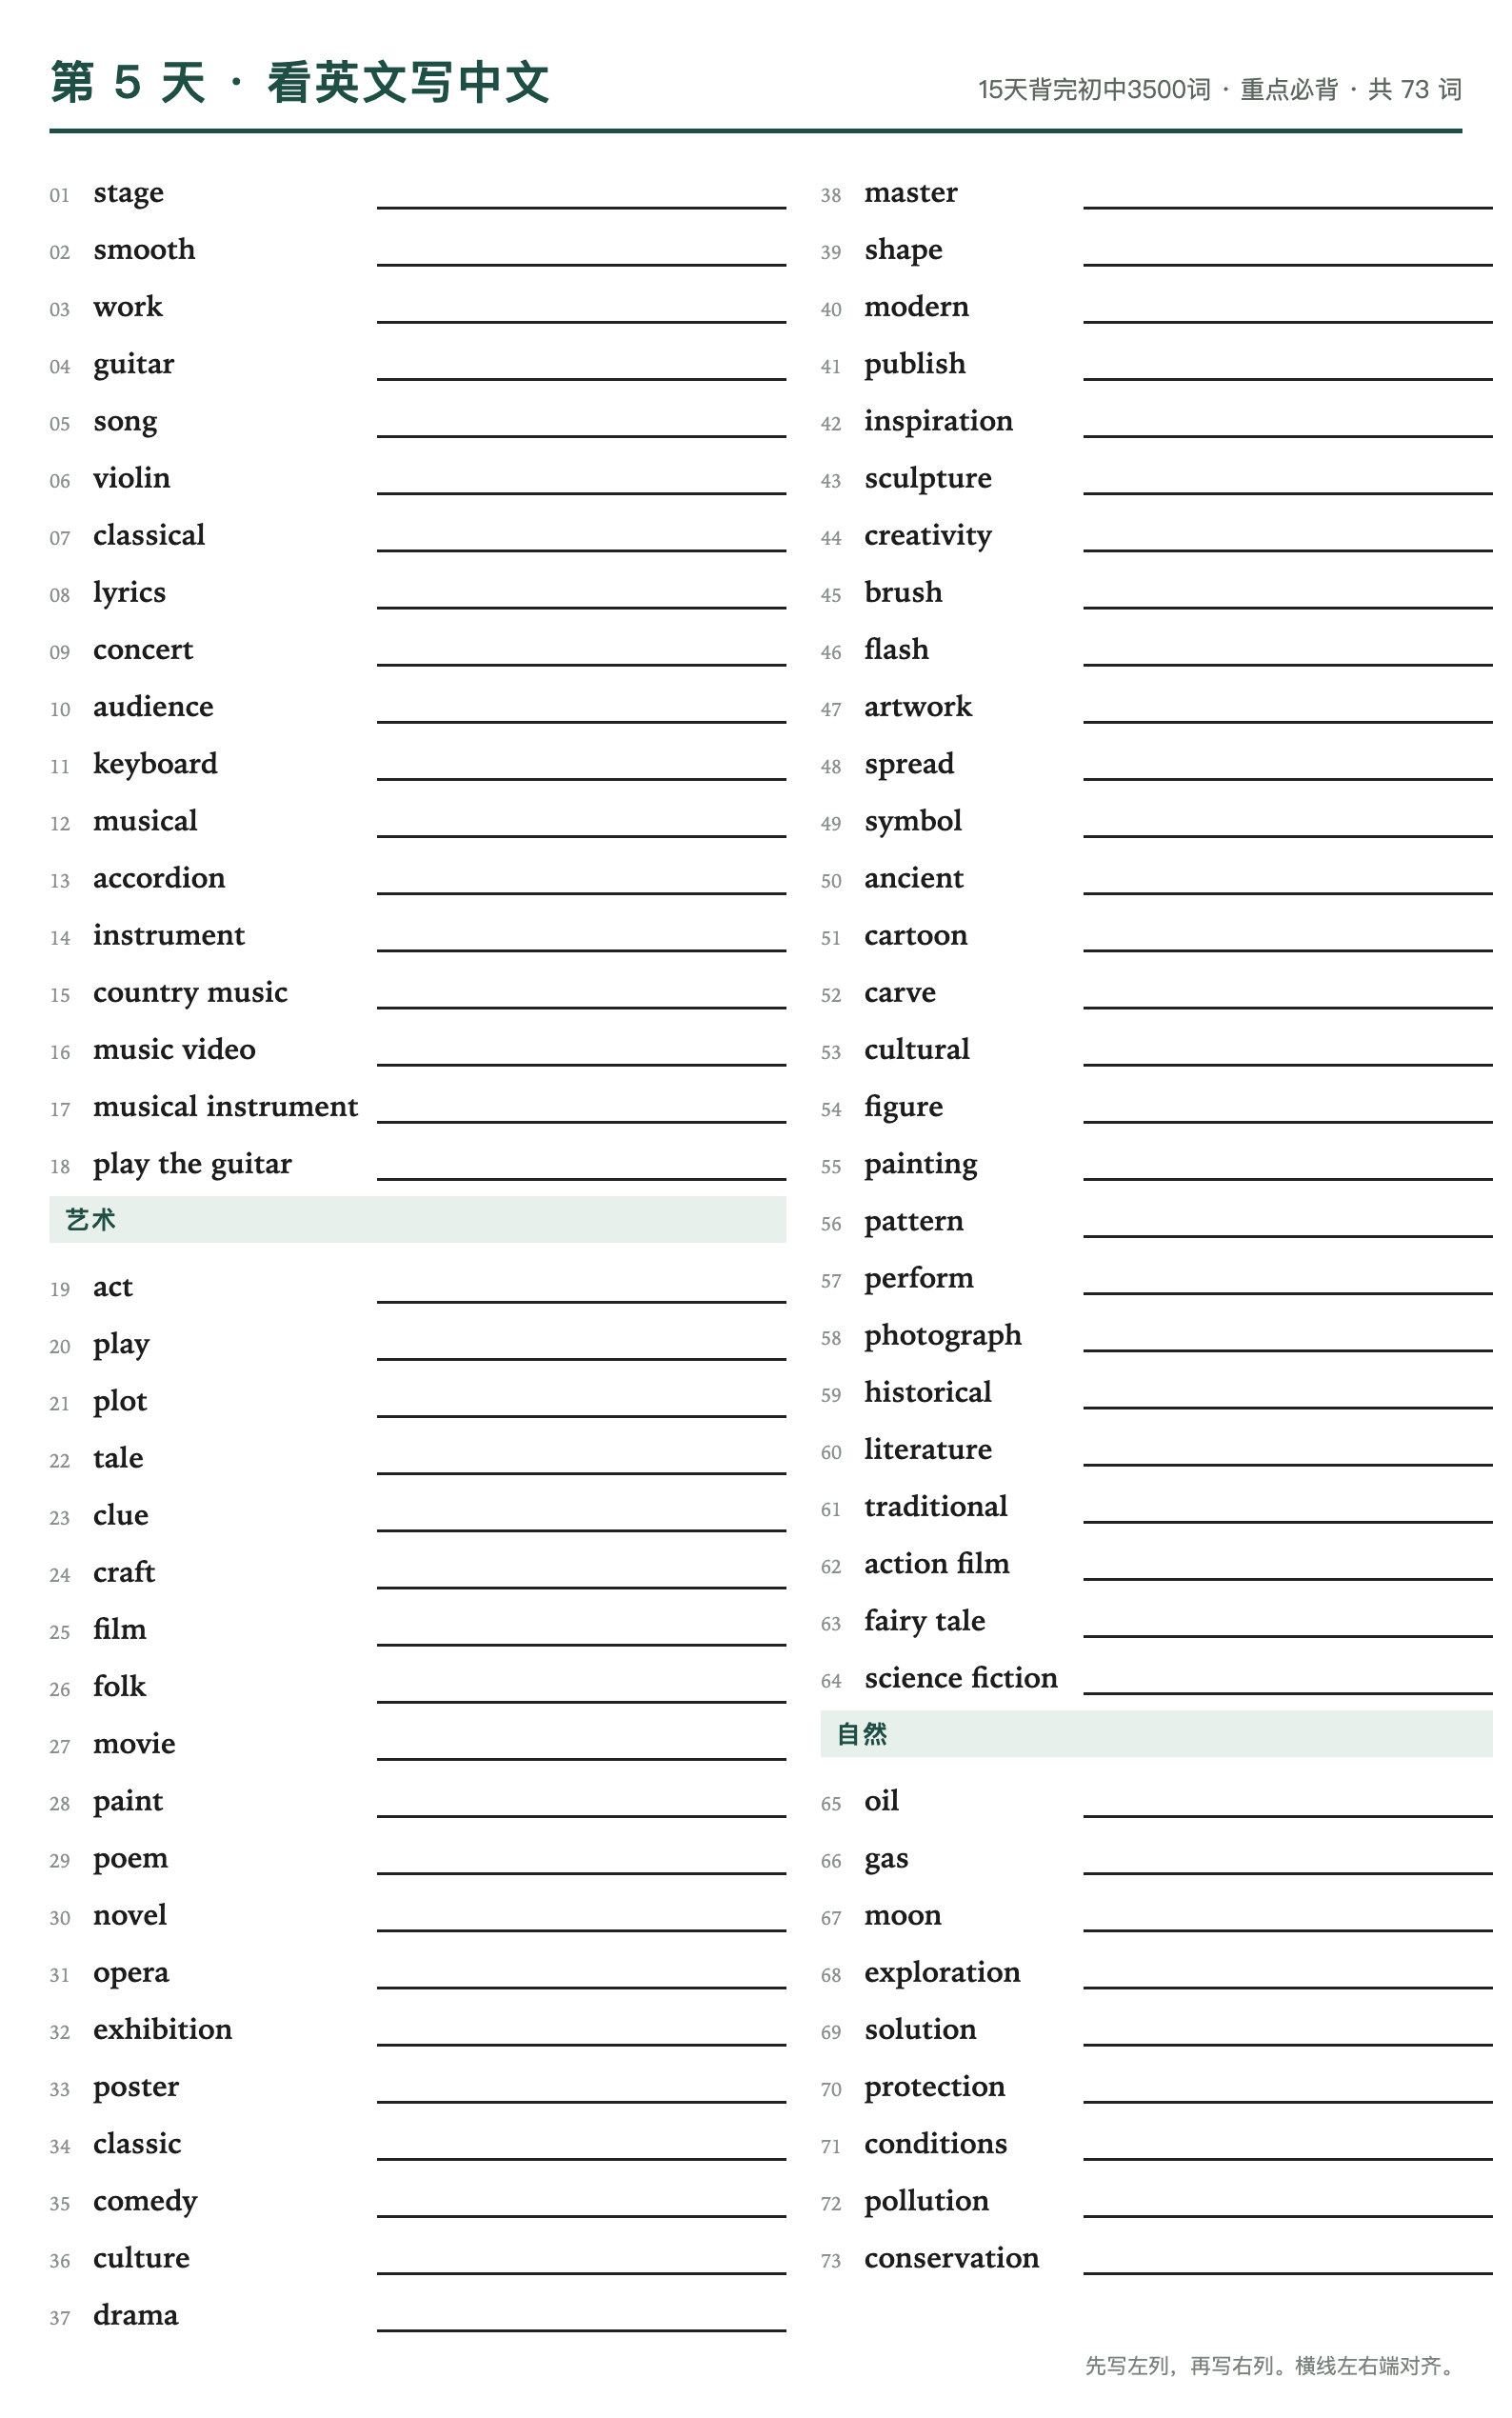 第 5 天 · 看英文写中文
15天背完初中3500词 · 重点必背 · 共 73 词
01 stage
02 smooth
03 work
04 guitar
05 song
06 violin
07 classical
08 lyrics
09 concert
10 audience
11 keyboard
12 musical
13 accordion
14 instrument
15 country music
16 music video
17 musical instrument
18 play the guitar
艺术
19 act
20 play
21 plot
22 tale
23 clue
24 craft
25 film
26 folk
27 movie
28 paint
29 poem
30 novel
31 opera
32 exhibition
33 poster
34 classic
35 comedy
36 culture
37 drama
38 master
39 shape
40 modern
41 publish
42 inspiration
43 sculpture
44 creativity
45 brush
46 flash
47 artwork
48 spread
49 symbol
50 ancient
51 cartoon
52 carve
53 cultural
54 figure
55 painting
56 pattern
57 perform
58 photograph
59 historical
60 literature
61 traditional
62 action film
63 fairy tale
64 science fiction
自然
65 oil
66 gas
67 moon
68 exploration
69 solution
70 protection
71 conditions
72 pollution
73 conservation
先写左列，再写右列。横线左右端对齐。